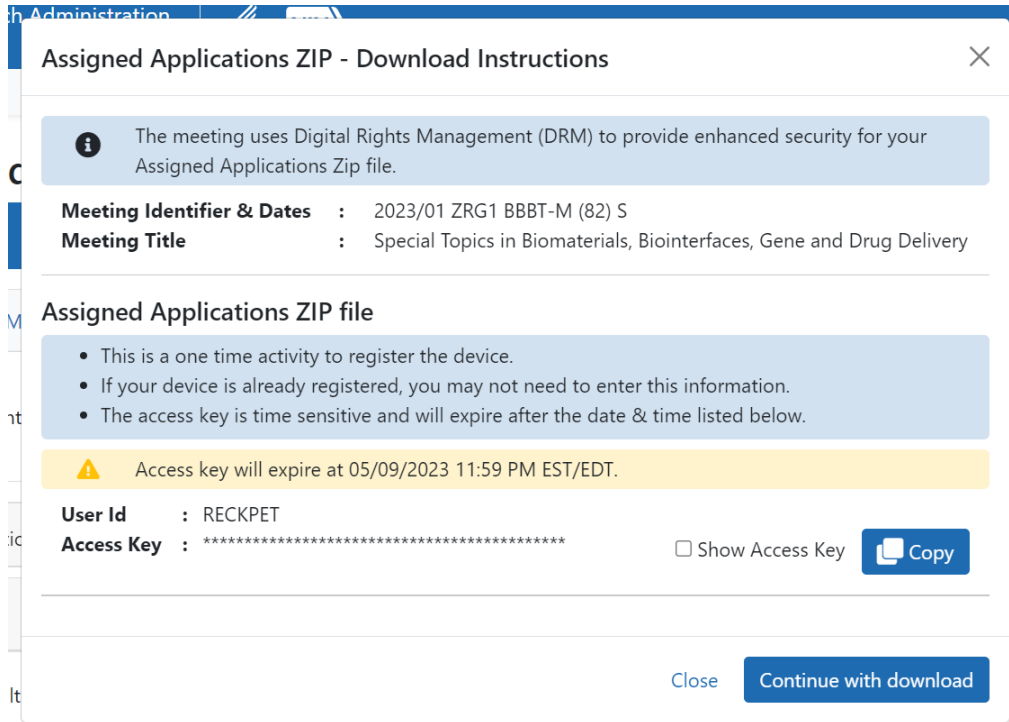 Administration
Assigned Applications ZIP - Download Instructions
The meeting uses Digital Rights Management (DRM) to provide enhanced security for your
Assigned Applications Zip file.
Meeting Identifier & Dates : 2023/01 ZRG1 BBBT-M (82) S
Meeting Title : Special Topics in Biomaterials, Biointerfaces, Gene and Drug Delivery
Assigned Applications ZIP file
• This is a one time activity to register the device.
• If your device is already registered, you may not need to enter this information.
• The access key is time sensitive and will expire after the date & time listed below.
Access key will expire at 05/09/2023 11:59 PM EST/EDT.
User Id : RECKPET
Access Key : ********************************************
Show Access Key Copy
Close Continue with download